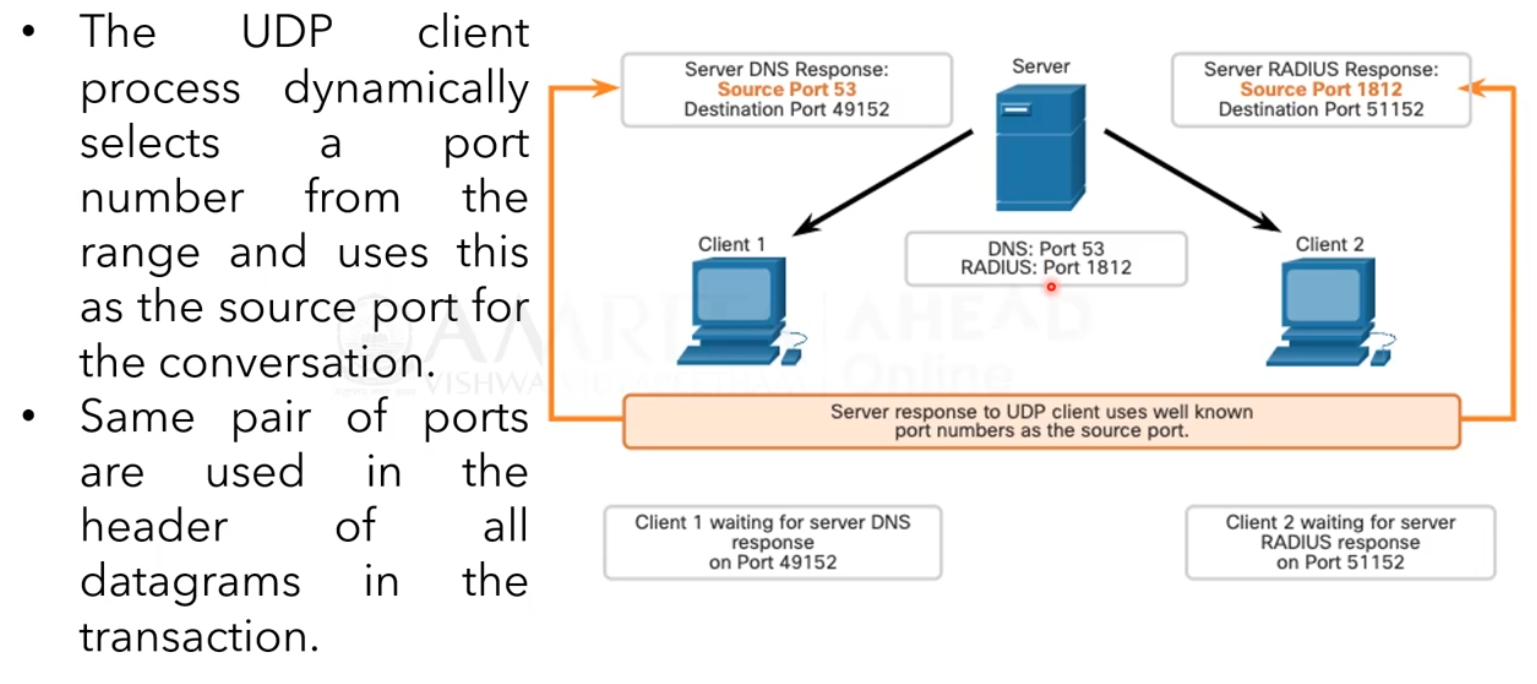 • The UDP client
process dynamically
selects a port
number from the
range and uses this
as the source port for
the conversation.
• Same pair of ports
are used in the
header of all
datagrams in the
transaction.
Server DNS Response:
Source Port 53
Destination Port 49152
Server
Server RADIUS Response:
Source Port 1812
Destination Port 51152
Client 1
DNS: Port 53
RADIUS: Port 1812
Client 2
Server response to UDP client uses well known
port numbers as the source port.
Client 1 waiting for server DNS
response
on Port 49152
Client 2 waiting for server
RADIUS response
on Port 51152
AHEAD
Online